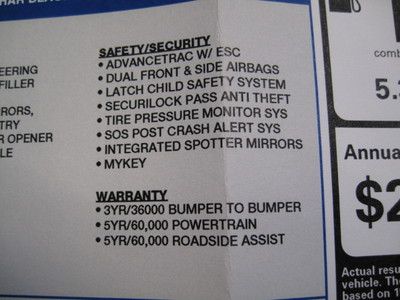 SAFETY/SECURITY
• ADVANCETRAC W/ ESC
• DUAL FRONT & SIDE AIRBAGS
• LATCH CHILD SAFETY SYSTEM
• SECURILOCK PASS ANTI THEFT
• TIRE PRESSURE MONITOR SYS
• SOS POST CRASH ALERT SYS
• INTEGRATED SPOTTER MIRRORS
• MYKEY
WARRANTY
• 3YR/36000 BUMPER TO BUMPER
• 5YR/60,000 POWERTRAIN
• 5YR/60,000 ROADSIDE ASSIST
EERING
FILLER
RORS,
TRY
R OPENER
LE
comb
5.
Annua
$2
Actual resu
vehicle. The
based on 1